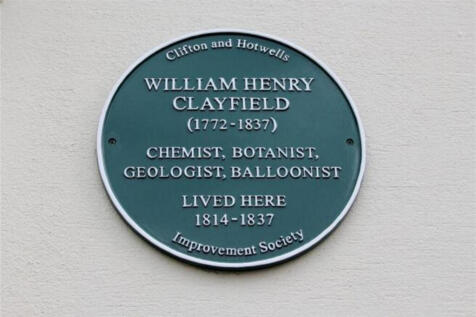 Clifton and Hotwells
WILLIAM HENRY
CLAYFIELD
(1772-1837)
CHEMIST, BOTANIST,
GEOLOGIST, BALLOONIST
LIVED HERE
1814-1837
Improvement Society